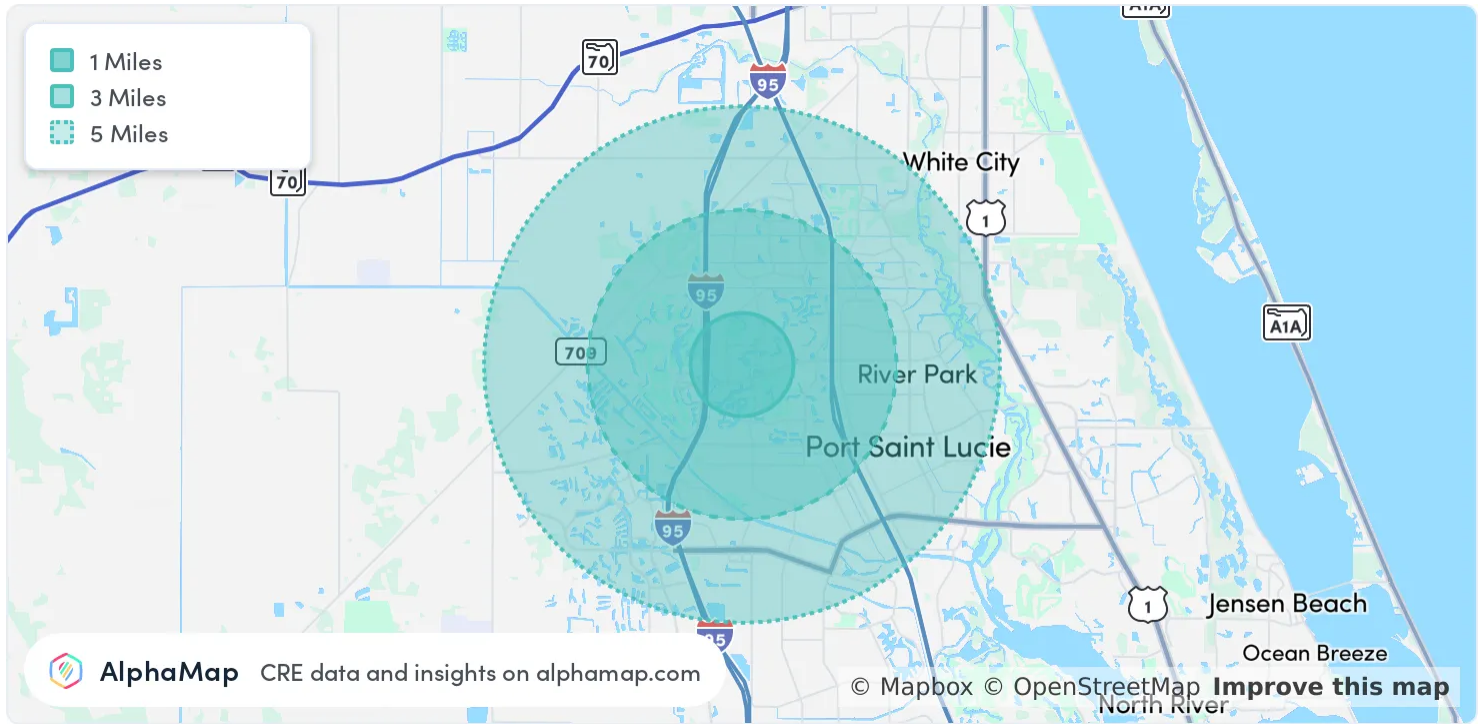 A1A
1 Miles
3 Miles
5 Miles
70
95
White City
70
1
95
A1A
709
River Park
Port Saint Lucie
95
1
Jensen Beach
95
Ocean Breeze
AlphaMap CRE data and insights on alphamap.com
© Mapbox © OpenStreetMap Improve this map
North River